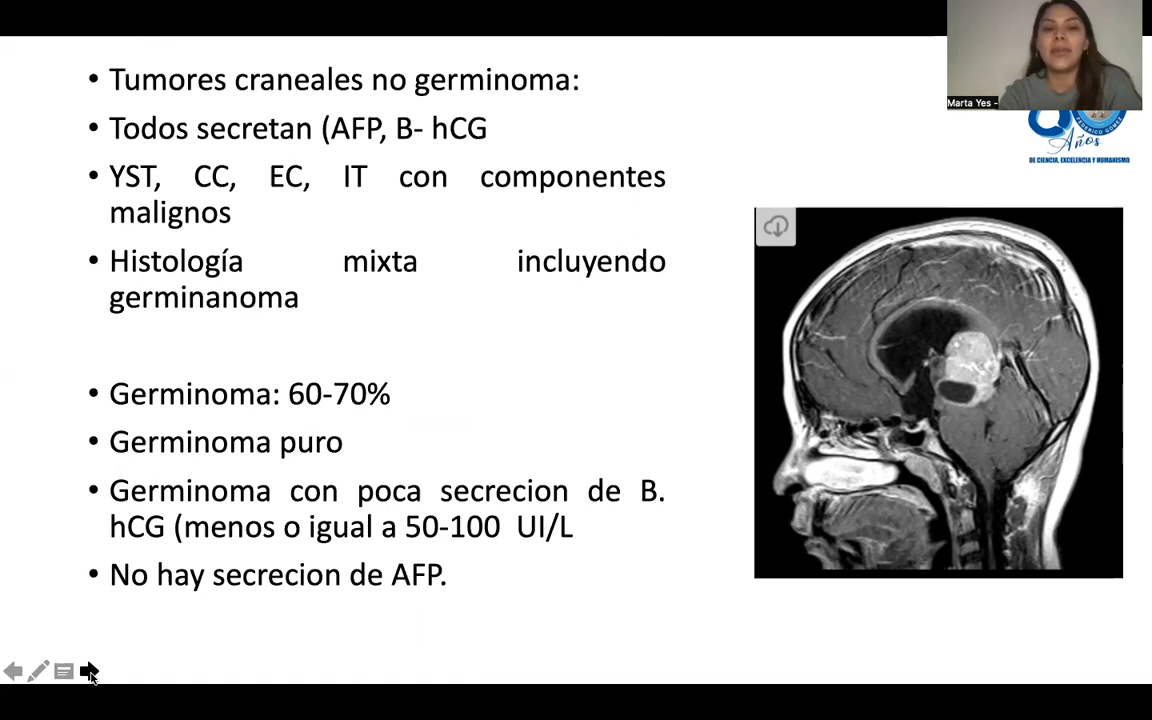 • Tumores craneales no germinoma:
• Todos secretan (AFP, B- hCG
• YST, CC, EC, IT con componentes
malignos
• Histología mixta incluyendo
germinanoma
• Germinoma: 60-70%
• Germinoma puro
• Germinoma con poca secrecion de B.
hCG (menos o igual a 50-100 UI/L
• No hay secrecion de AFP.
Marta Yes -
FEDERICO GOMEZ
Años
DE CIENCIA, EXCELENCIA Y HUMANISMO